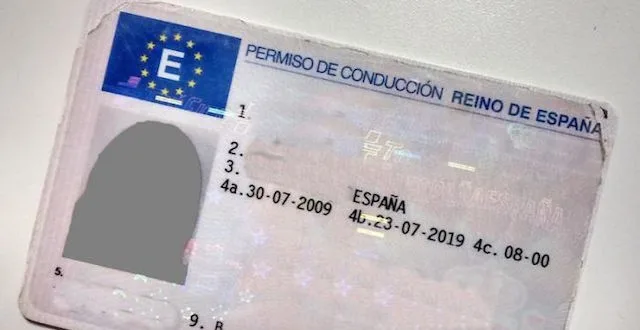 E
PERMISO DE CONDUCCIÓN REINO DE ESPAÑA
1.
2.
3.
ESPAÑA
4a.30-07-2009 4b.23-07-2019 4c. 08-00
5.
9. B